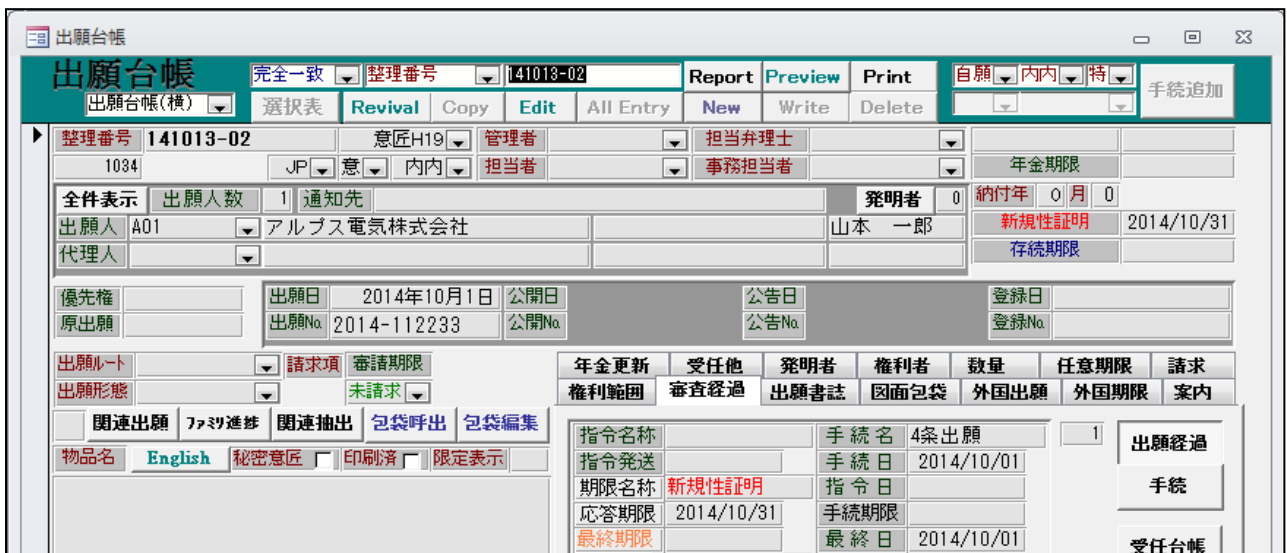 出願台帳
出願台帳 完全一致 整理番号 141013-02 Report Preview Print 自願 内内 特 手続追加
出願台帳(横) 選択表 Revival Copy Edit All Entry New Write Delete
整理番号 141013-02 意匠H19 管理者 担当弁理士
1034 JP 意 内内 担当者 事務担当者 年金期限
全件表示 出願人数 1 通知先 発明者 0 納付年 0 月 0
出願人 A01 アルプス電気株式会社 山本 一郎 新規性証明 2014/10/31
代理人 存続期限
優先権 出願日 2014年10月1日 公開日 公告日 登録日
原出願 出願No. 2014-112233 公開No. 公告No. 登録No.
出願ルート 請求項 審請期限 年金更新 受任他 発明者 権利者 数量 任意期限 請求
出願形態 未請求 権利範囲 審査経過 出願書誌 図面包袋 外国出願 外国期限 案内
関連出願 ファミリ進捗 関連抽出 包袋呼出 包袋編集 指令名称 手続名 4条出願 1 出願経過
物品名 English 秘密意匠 印刷済 限定表示 指令発送 手続日 2014/10/01
期限名称 新規性証明 指令日 手続
応答期限 2014/10/31 手続期限
最終期限 最終日 2014/10/01 受任台帳